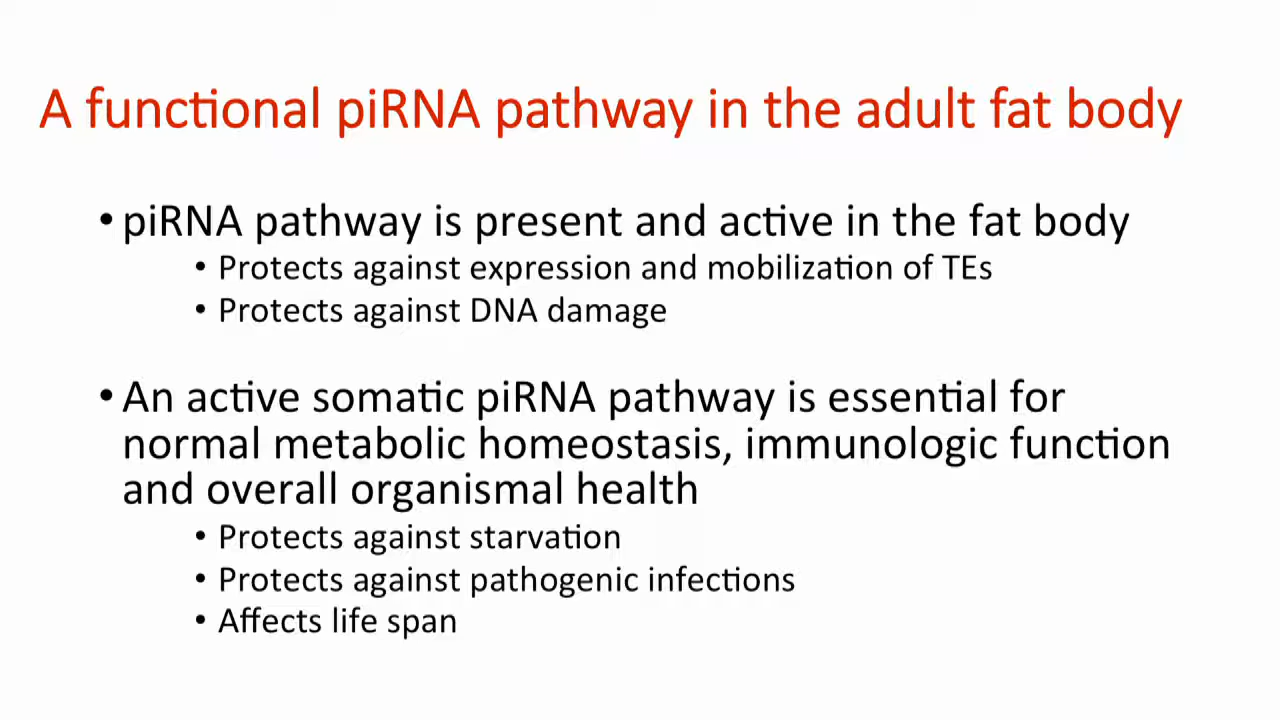 A functional piRNA pathway in the adult fat body
• piRNA pathway is present and active in the fat body
• Protects against expression and mobilization of TEs
• Protects against DNA damage
• An active somatic piRNA pathway is essential for
normal metabolic homeostasis, immunologic function
and overall organismal health
• Protects against starvation
• Protects against pathogenic infections
• Affects life span